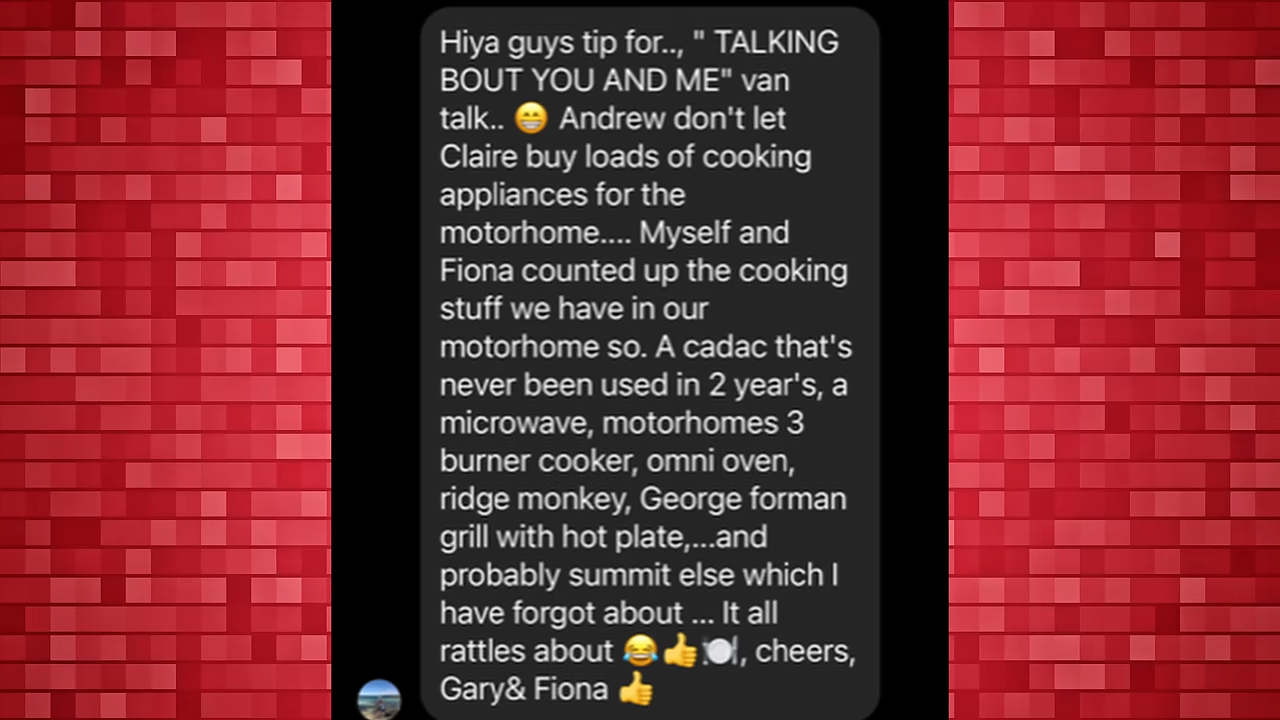 Hiya guys tip for.., " TALKING
BOUT YOU AND ME" van
talk.. 😁 Andrew don't let
Claire buy loads of cooking
appliances for the
motorhome.... Myself and
Fiona counted up the cooking
stuff we have in our
motorhome so. A cadac that's
never been used in 2 year's, a
microwave, motorhomes 3
burner cooker, omni oven,
ridge monkey, George forman
grill with hot plate,...and
probably summit else which I
have forgot about ... It all
rattles about 😂👍🍽️, cheers,
Gary& Fiona 👍